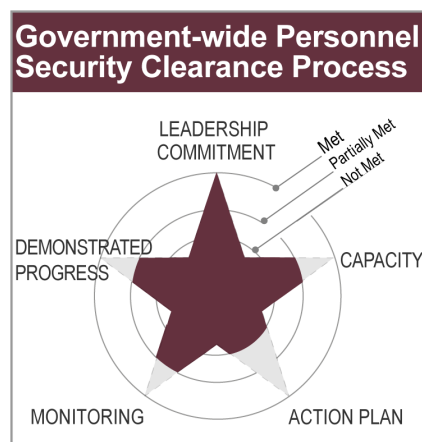 Government-wide Personnel
Security Clearance Process
LEADERSHIP
COMMITMENT
Met
Partially Met
Not Met
DEMONSTRATED
PROGRESS
CAPACITY
MONITORING
ACTION PLAN